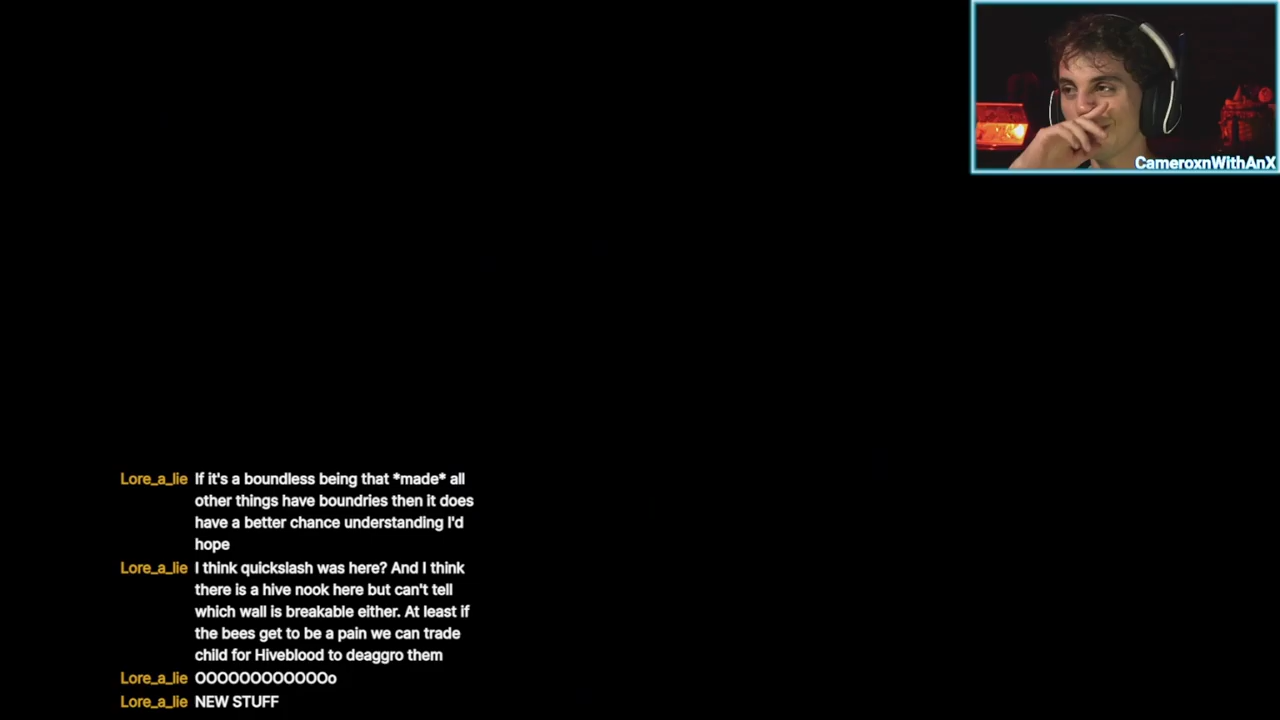 CameroxnWithAnX
Lore_a_lie If it's a boundless being that *made* all
other things have boundries then it does
have a better chance understanding I'd
hope
Lore_a_lie I think quickslash was here? And I think
there is a hive nook here but can't tell
which wall is breakable either. At least if
the bees get to be a pain we can trade
child for Hiveblood to deaggro them
Lore_a_lie OOOOOOOOOOOOo
Lore_a_lie NEW STUFF